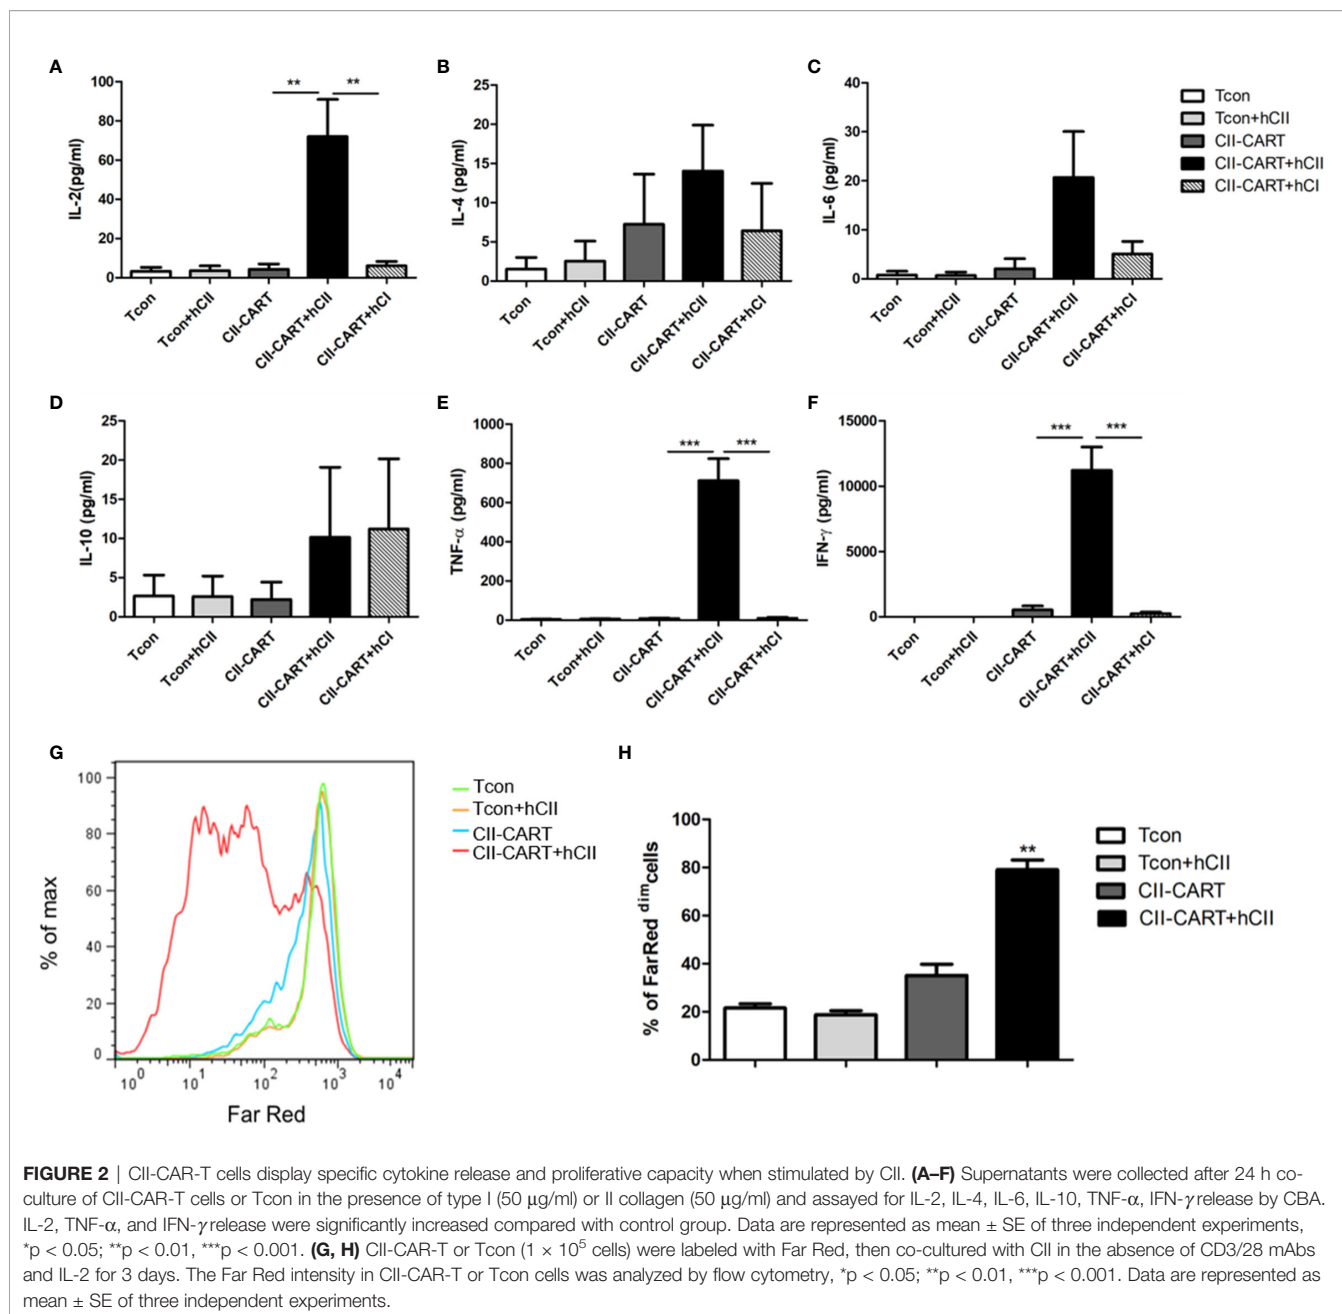 A
IL-2(pg/ml)
100
80
60
40
20
0
** **
Tcon
Tcon+hCII
CII-CART
CII-CART+hCII
CII-CART+hCI
B
IL-4 (pg/ml)
25
20
15
10
5
0
Tcon
Tcon+hCII
CII-CART
CII-CART+hCII
CII-CART+hCI
C
IL-6 (pg/ml)
40
30
20
10
0
Tcon
Tcon+hCII
CII-CART
CII-CART+hCII
CII-CART+hCI
Tcon
Tcon+hCII
CII-CART
CII-CART+hCII
CII-CART+hCI
D
IL-10 (pg/ml)
25
20
15
10
5
0
Tcon
Tcon+hCII
CII-CART
CII-CART+hCII
CII-CART+hCI
E
TNF-α (pg/ml)
1000
800
600
400
200
0
*** ***
Tcon
Tcon+hCII
CII-CART
CII-CART+hCII
CII-CART+hCI
F
IFN-γ (pg/ml)
15000
10000
5000
0
*** ***
Tcon
Tcon+hCII
CII-CART
CII-CART+hCII
CII-CART+hCI
G
% of max
100
80
60
40
20
0
10⁰ 10¹ 10² 10³ 10⁴
Far Red
Tcon
Tcon+hCII
CII-CART
CII-CART+hCII
H
% of FarRed ᵈⁱᵐcells
100
80
60
40
20
0
**
Tcon
Tcon+hCII
CII-CART
CII-CART+hCII
FIGURE 2 | CII-CAR-T cells display specific cytokine release and proliferative capacity when stimulated by CII. (A–F) Supernatants were collected after 24 h co-
culture of CII-CAR-T cells or Tcon in the presence of type I (50 μg/ml) or II collagen (50 μg/ml) and assayed for IL-2, IL-4, IL-6, IL-10, TNF-α, IFN-γ release by CBA.
IL-2, TNF-α, and IFN-γ release were significantly increased compared with control group. Data are represented as mean ± SE of three independent experiments,
*p < 0.05; **p < 0.01, ***p < 0.001. (G, H) CII-CAR-T or Tcon (1 × 10⁵ cells) were labeled with Far Red, then co-cultured with CII in the absence of CD3/28 mAbs
and IL-2 for 3 days. The Far Red intensity in CII-CAR-T or Tcon cells was analyzed by flow cytometry, *p < 0.05; **p < 0.01, ***p < 0.001. Data are represented as
mean ± SE of three independent experiments.